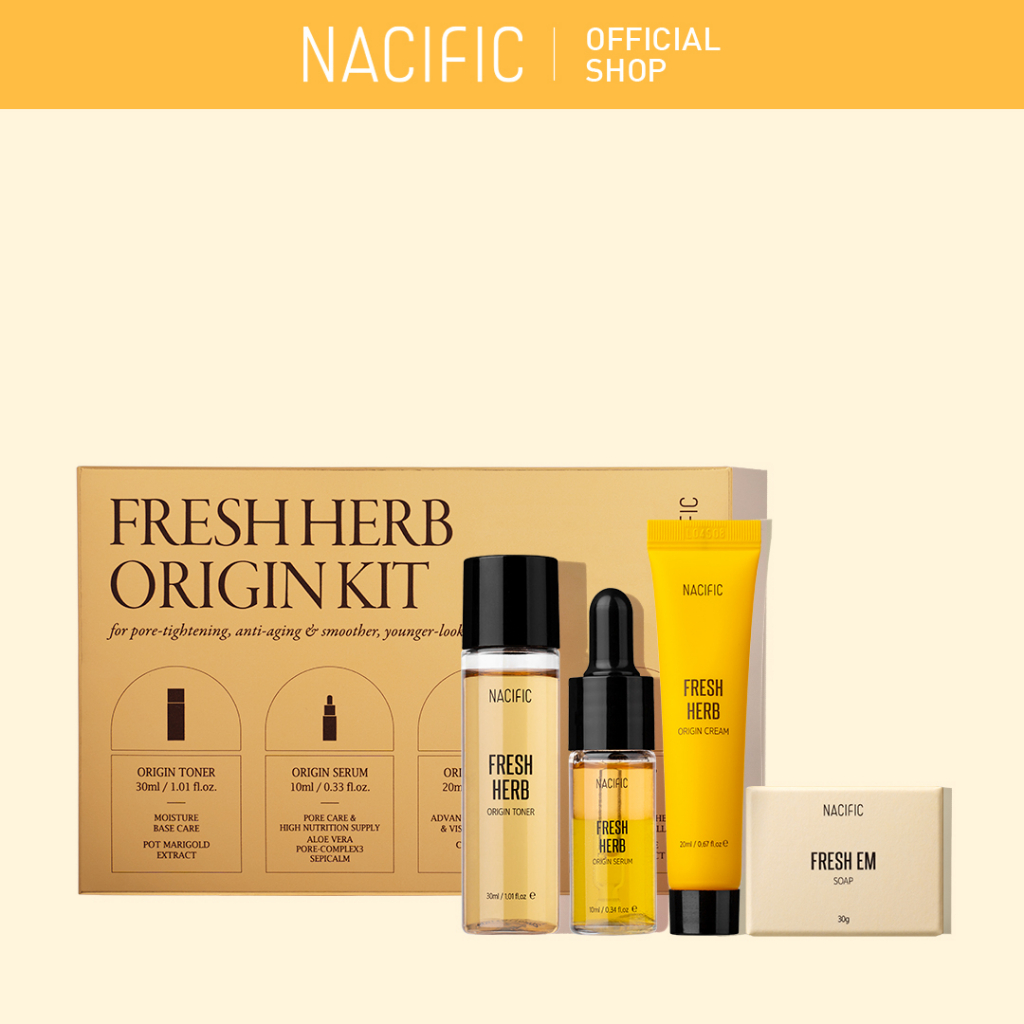 NACIFIC
OFFICIAL
SHOP
FRESH HERB
ORIGIN KIT
for pore-tightening, anti-aging & smoother,
ORIGIN TONER
30ml / 1.01 fl.oz.
MOISTURE
BASE CARE
POT MARIGOLD
EXTRACT
ORIGIN SERUM
10ml / 0.33 fl.oz.
PORE CARE &
HIGH NUTRITION SUPPLY
ALOE VERA
PORE-COMPLEX3
SEPICALM
NACIFIC
FRESH
HERB
ORIGIN TONER
30ml / 1.01 fl.oz e
NACIFIC
FRESH
HERB
ORIGIN SERUM
10ml / 0.34 fl.oz e
NACIFIC
FRESH
HERB
ORIGIN CREAM
20ml / 0.67 fl.oz e
NACIFIC
FRESH EM
SOAP
30g